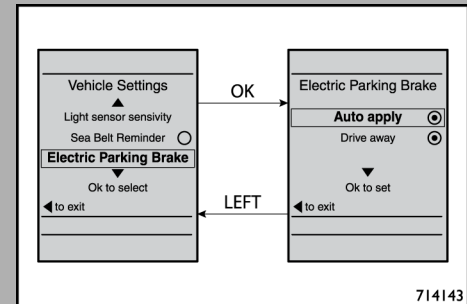 Vehicle Settings
Light sensor sensivity
Sea Belt Reminder
Electric Parking Brake
Ok to select
to exit
OK
LEFT
Electric Parking Brake
Auto apply
Drive away
Ok to set
to exit
714143